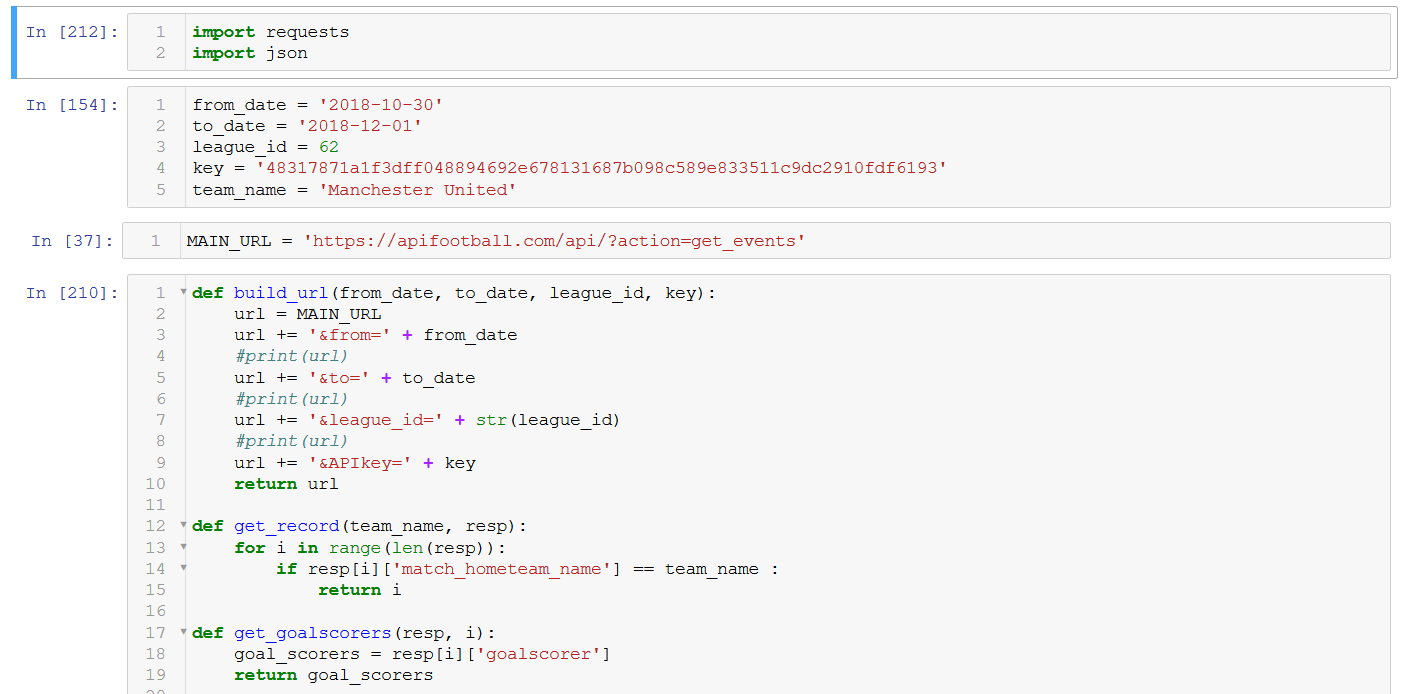 In [212]:
1 import requests
2 import json
In [154]:
1 from_date = '2018-10-30'
2 to_date = '2018-12-01'
3 league_id = 62
4 key = '48317871a1f3dff048894692e678131687b098c589e833511c9dc2910fdf6193'
5 team_name = 'Manchester United'
In [37]:
1 MAIN_URL = 'https://apifootball.com/api/?action=get_events'
In [210]:
1 def build_url(from_date, to_date, league_id, key):
2     url = MAIN_URL
3     url += '&from=' + from_date
4     #print(url)
5     url += '&to=' + to_date
6     #print(url)
7     url += '&league_id=' + str(league_id)
8     #print(url)
9     url += '&APIkey=' + key
10     return url
11
12 def get_record(team_name, resp):
13     for i in range(len(resp)):
14         if resp[i]['match_hometeam_name'] == team_name :
15             return i
16
17 def get_goalscorers(resp, i):
18     goal_scorers = resp[i]['goalscorer']
19     return goal_scorers